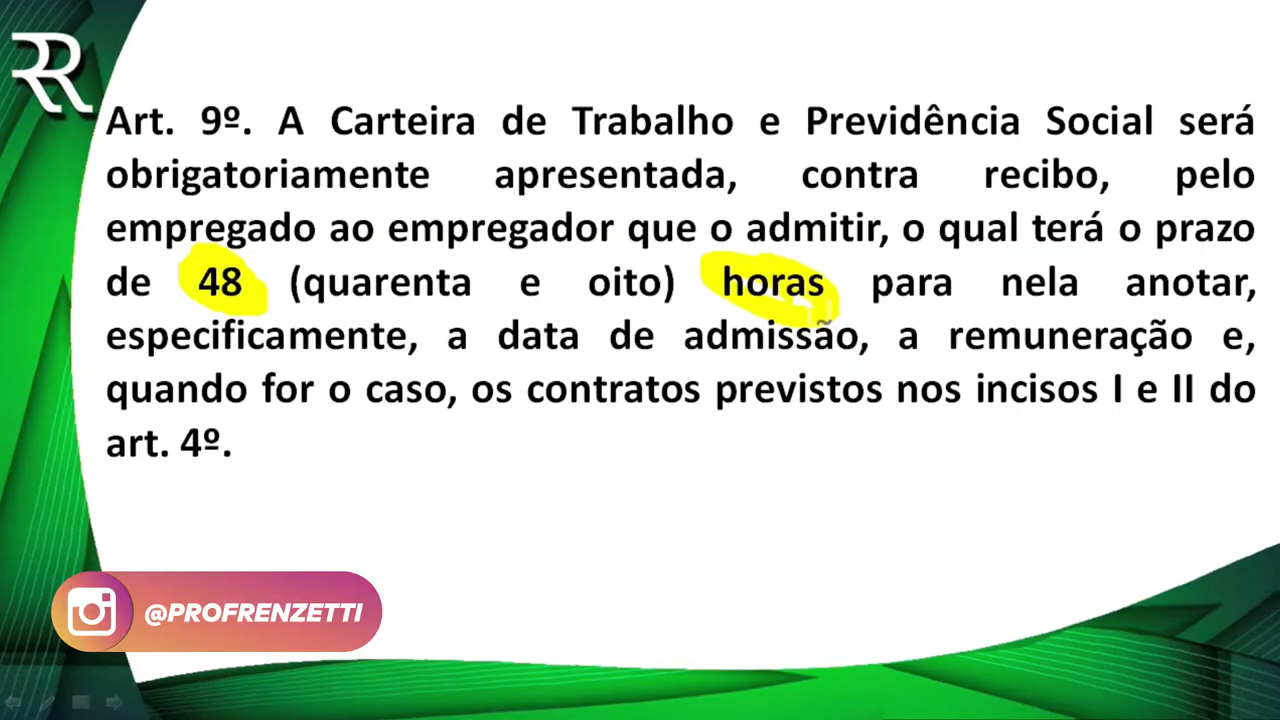 RR
Art. 9º. A Carteira de Trabalho e Previdência Social será
obrigatoriamente apresentada, contra recibo, pelo
empregado ao empregador que o admitir, o qual terá o prazo
de 48 (quarenta e oito) horas para nela anotar,
especificamente, a data de admissão, a remuneração e,
quando for o caso, os contratos previstos nos incisos I e II do
art. 4º.
@PROFRENZETTI